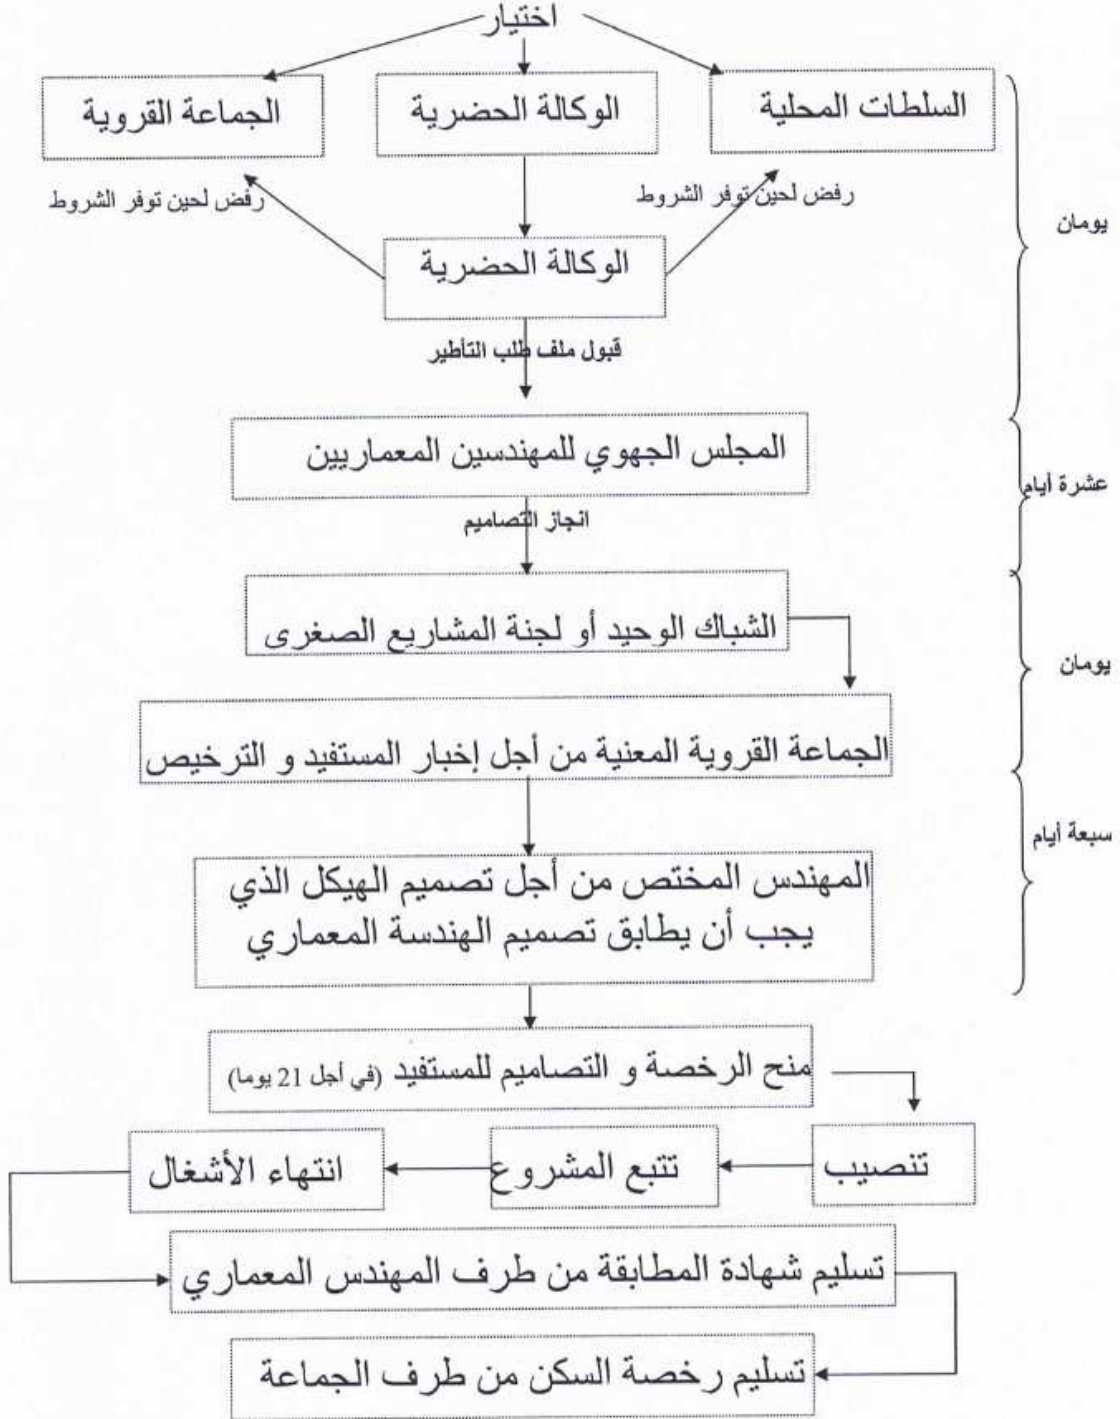 اختيار
السلطات المحلية
الوكالة الحضرية
الجماعة القروية
رفض لحين توفر الشروط
رفض لحين توفر الشروط
يومان
الوكالة الحضرية
قبول ملف طلب التأطير
المجلس الجهوي للمهندسين المعماريين
عشرة أيام
انجاز التصاميم
الشباك الوحيد أو لجنة المشاريع الصغرى
يومان
الجماعة القروية المعنية من أجل إخبار المستفيد و الترخيص
سبعة أيام
المهندس المختص من أجل تصميم الهيكل الذي
يجب أن يطابق تصميم الهندسة المعماري
منح الرخصة و التصاميم للمستفيد (في أجل 21 يوما)
تنصيب
تتبع المشروع
انتهاء الأشغال
تسليم شهادة المطابقة من طرف المهندس المعماري
تسليم رخصة السكن من طرف الجماعة